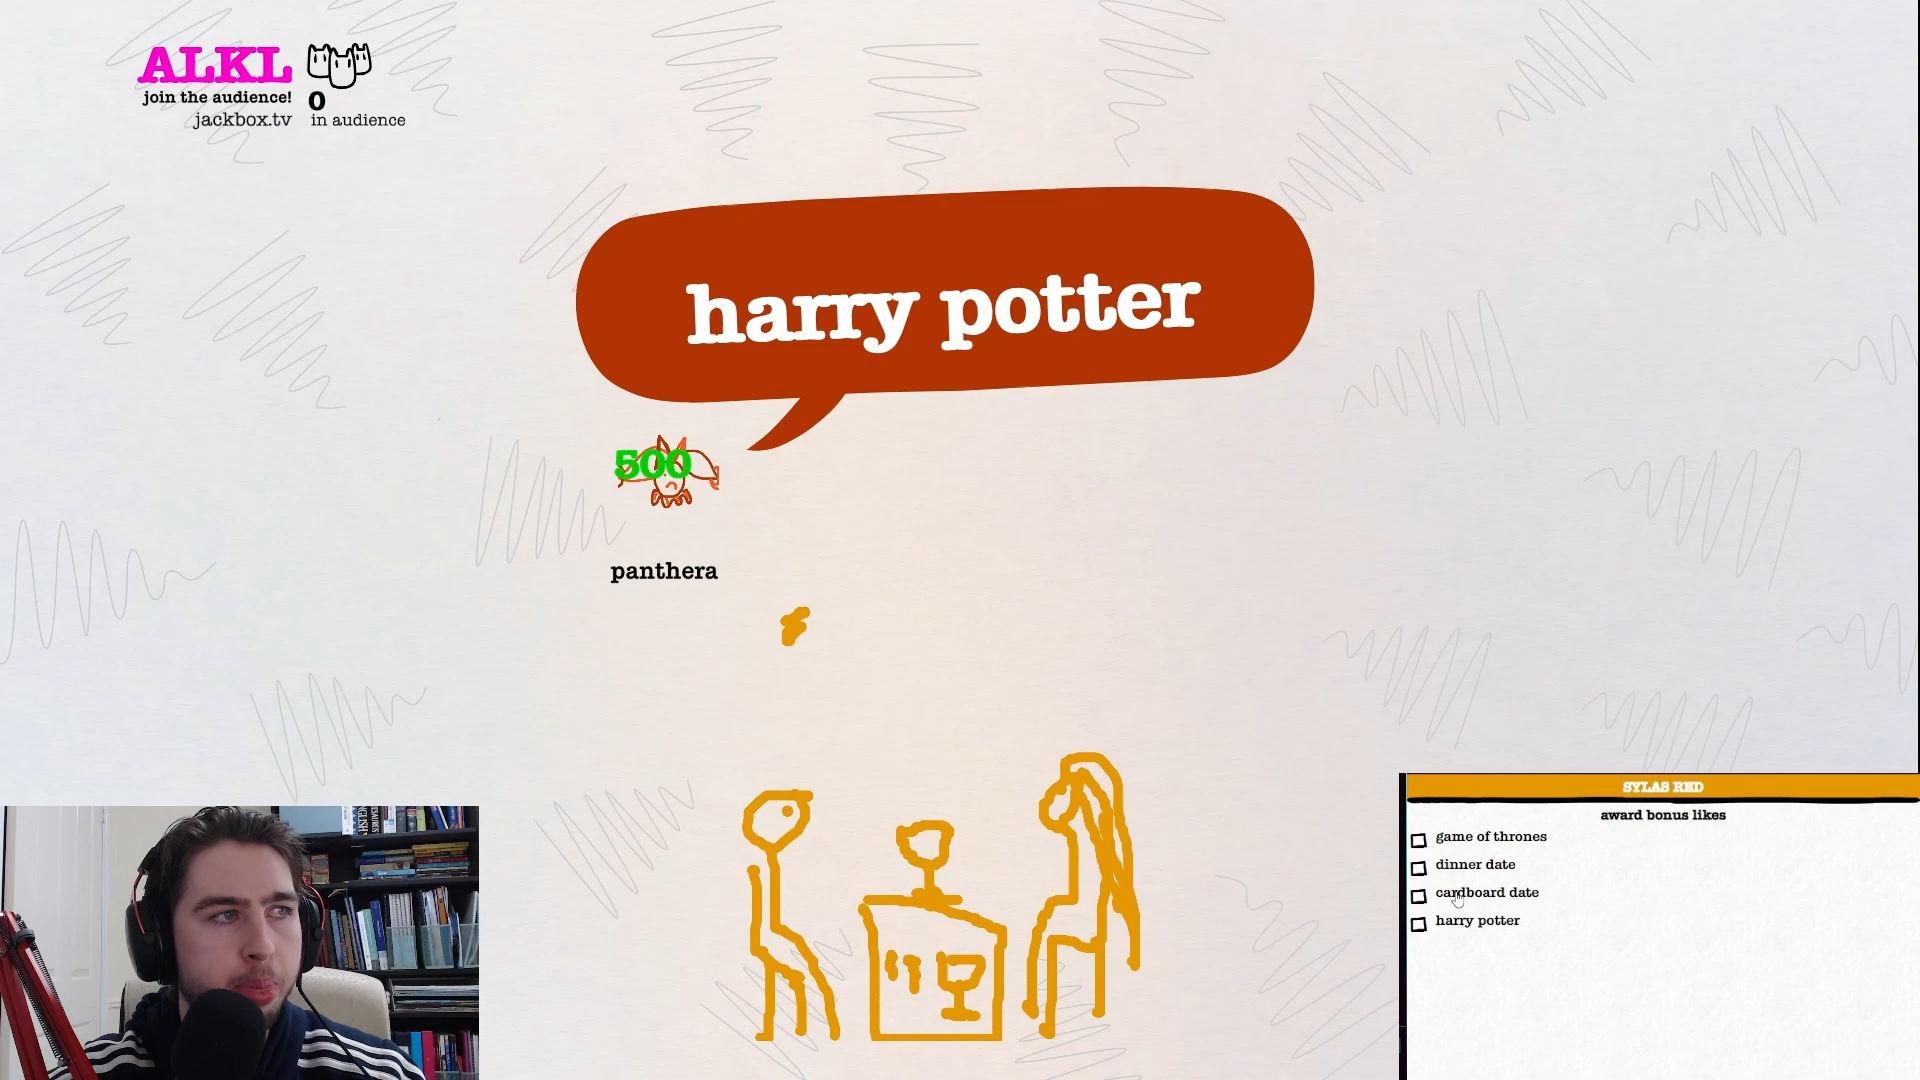 ALKL
join the audience!
jackbox.tv
0
in audience
harry potter
500
panthera
SYLAS RED
award bonus likes
game of thrones
dinner date
cardboard date
harry potter